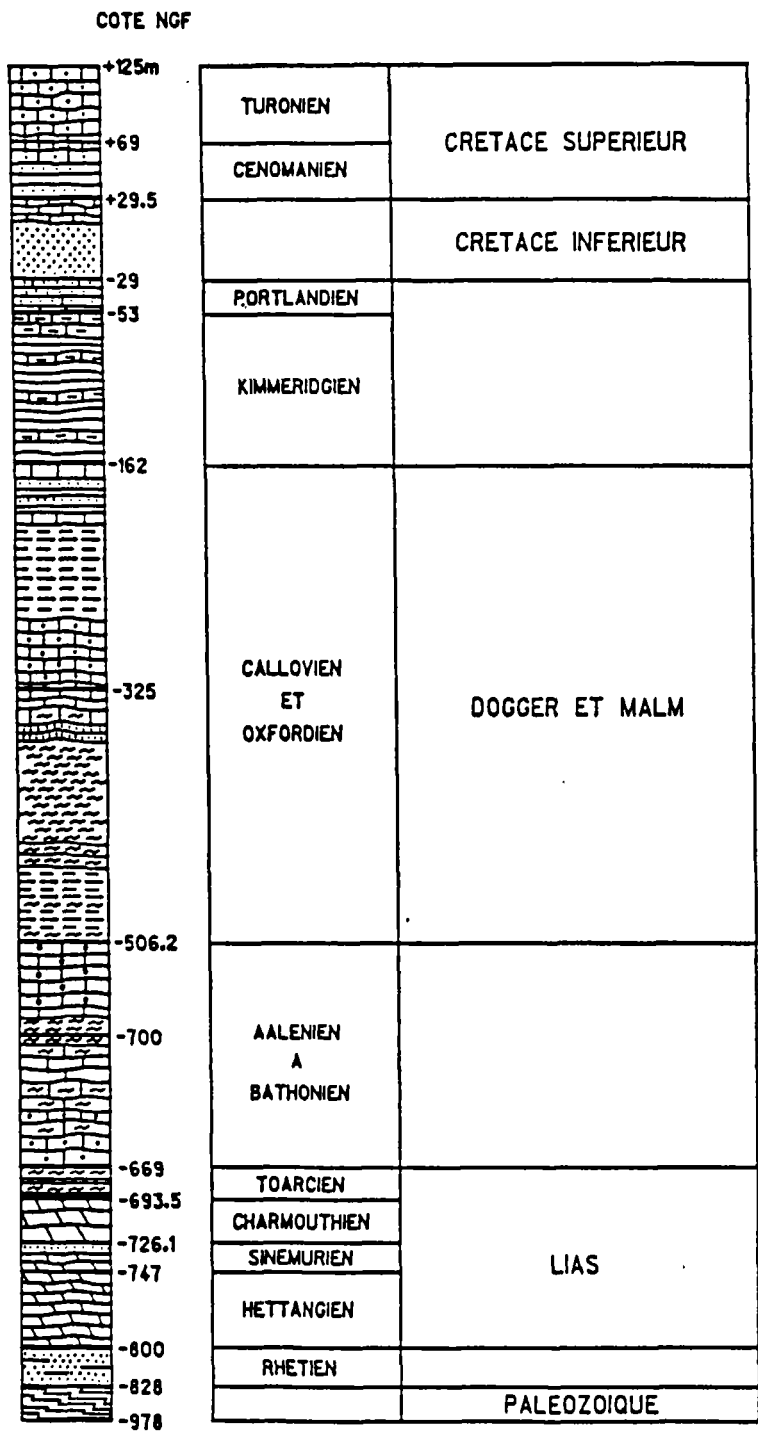 COTE NGF
+125m
TURONIEN
CRETACE SUPERIEUR
+69
CENOMANIEN
+29.5
CRETACE INFERIEUR
-29
PORTLANDIEN
-53
KIMMERIDGIEN
-162
-325
CALLOVIEN
ET
OXFORDIEN
DOGGER ET MALM
-506.2
-700
AALENIEN
A
BATHONIEN
-669
TOARCIEN
-693.5
CHARMOUTHIEN
-726.1
SINEMURIEN
LIAS
-747
HETTANGIEN
-800
RHETIEN
-828
PALEOZOIQUE
-978